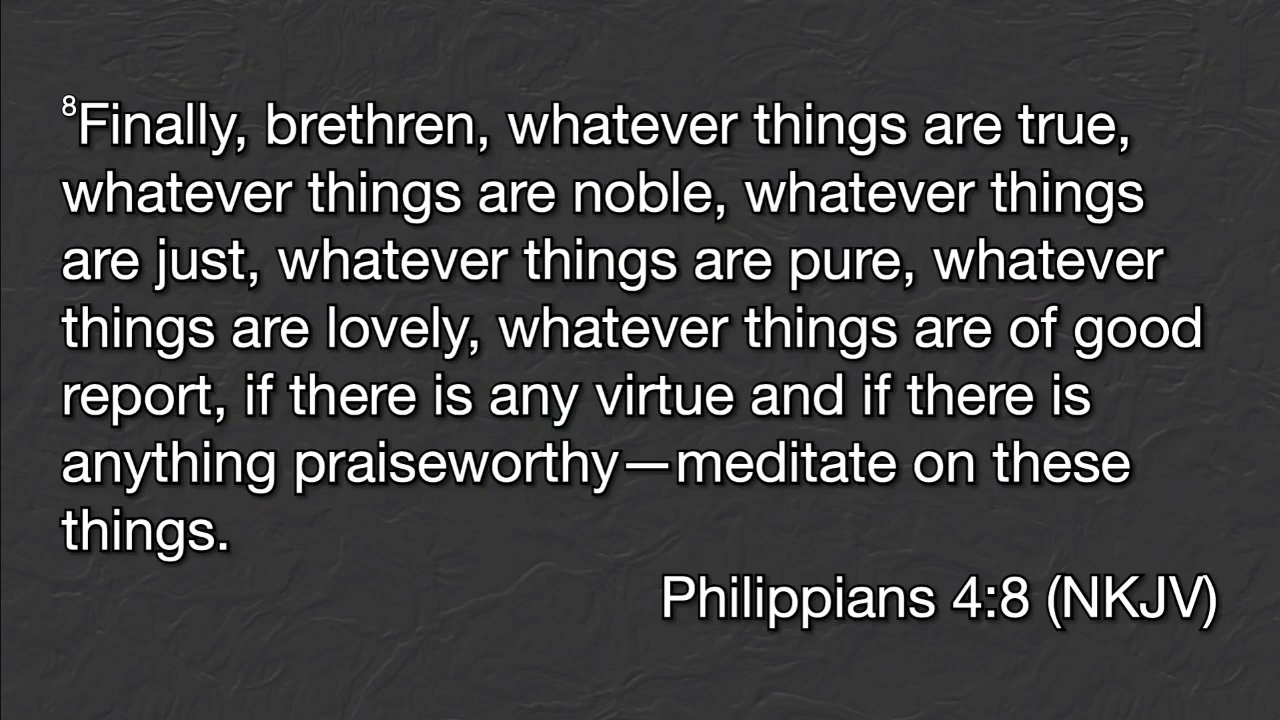 ⁸Finally, brethren, whatever things are true,
whatever things are noble, whatever things
are just, whatever things are pure, whatever
things are lovely, whatever things are of good
report, if there is any virtue and if there is
anything praiseworthy—meditate on these
things.
Philippians 4:8 (NKJV)